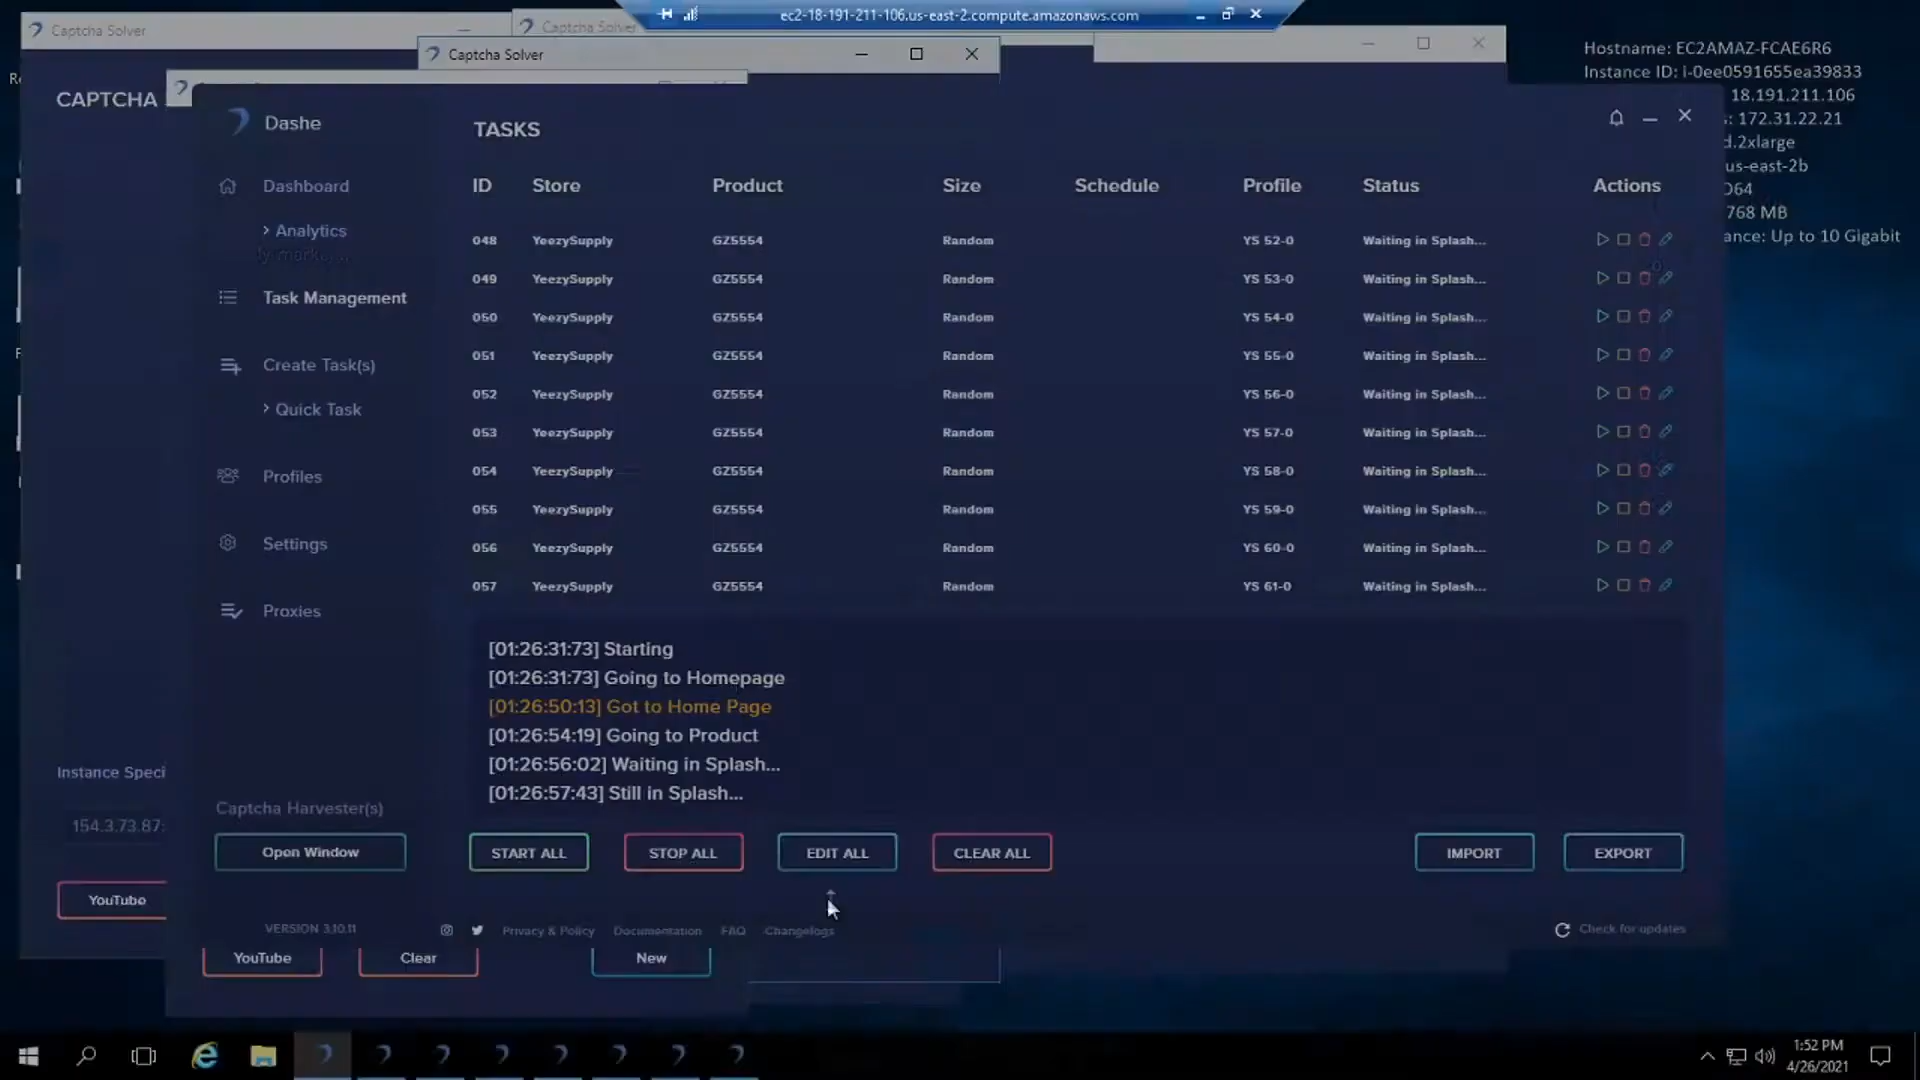 ec2-18-191-211-106.us-east-2.compute.amazonaws.com
Captcha Solver
Captcha Solver
Captcha Solver
Hostname: EC2AMAZ-FCAE6R6
Instance ID: i-0ee0591655ea39833
18.191.211.106
172.31.22.21
d.2xlarge
us-east-2b
D64
768 MB
ance: Up to 10 Gigabit
CAPTCHA
Dashe
Dashboard
> Analytics
Task Management
Create Task(s)
> Quick Task
Profiles
Settings
Proxies
TASKS
ID Store Product Size Schedule Profile Status Actions
048 YeezySupply GZ5554 Random YS 52-0 Waiting in Splash...
049 YeezySupply GZ5554 Random YS 53-0 Waiting in Splash...
050 YeezySupply GZ5554 Random YS 54-0 Waiting in Splash...
051 YeezySupply GZ5554 Random YS 55-0 Waiting in Splash...
052 YeezySupply GZ5554 Random YS 56-0 Waiting in Splash...
053 YeezySupply GZ5554 Random YS 57-0 Waiting in Splash...
054 YeezySupply GZ5554 Random YS 58-0 Waiting in Splash...
055 YeezySupply GZ5554 Random YS 59-0 Waiting in Splash...
056 YeezySupply GZ5554 Random YS 60-0 Waiting in Splash...
057 YeezySupply GZ5554 Random YS 61-0 Waiting in Splash...
[01:26:31:73] Starting
[01:26:31:73] Going to Homepage
[01:26:50:13] Got to Home Page
[01:26:54:19] Going to Product
[01:26:56:02] Waiting in Splash...
[01:26:57:43] Still in Splash...
Instance Speci
154.3.73.87:
YouTube
Captcha Harvester(s)
Open Window
START ALL STOP ALL EDIT ALL CLEAR ALL IMPORT EXPORT
VERSION 3.10.11
Privacy & Policy Documentation FAQ Changelogs
Check for updates
YouTube Clear New
1:52 PM
4/26/2021